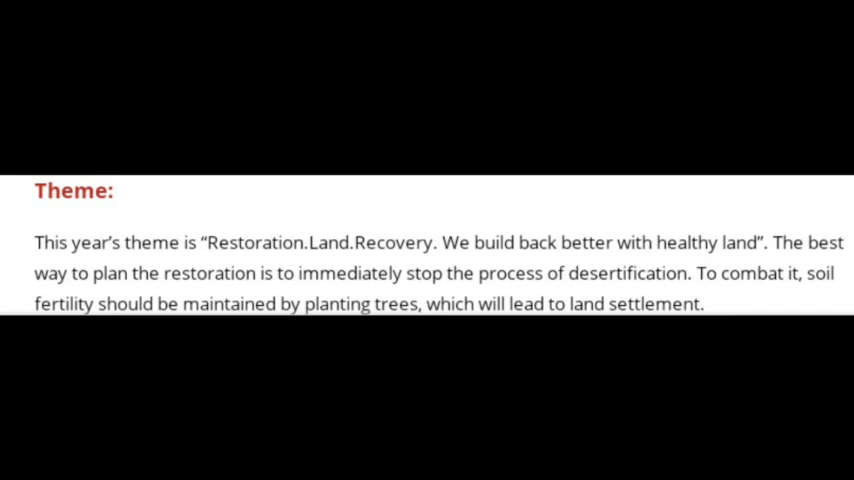 Theme:
This year’s theme is “Restoration.Land.Recovery. We build back better with healthy land”. The best
way to plan the restoration is to immediately stop the process of desertification. To combat it, soil
fertility should be maintained by planting trees, which will lead to land settlement.